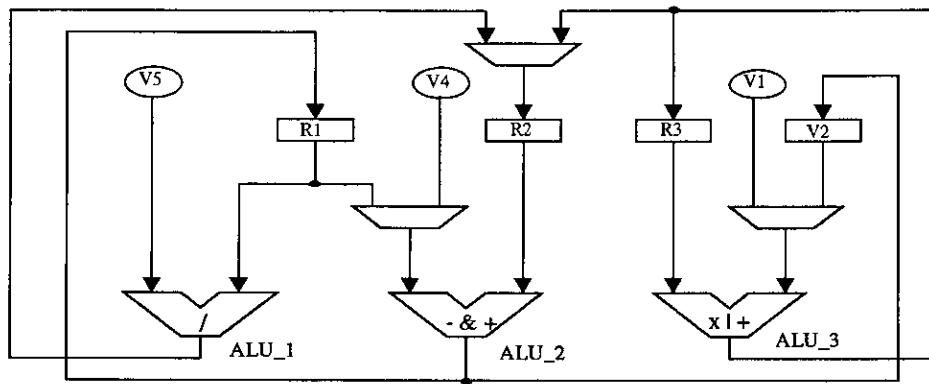 V5
V4
V1
R1
R2
R3
V2
/
- & +
x | +
ALU_1
ALU_2
ALU_3